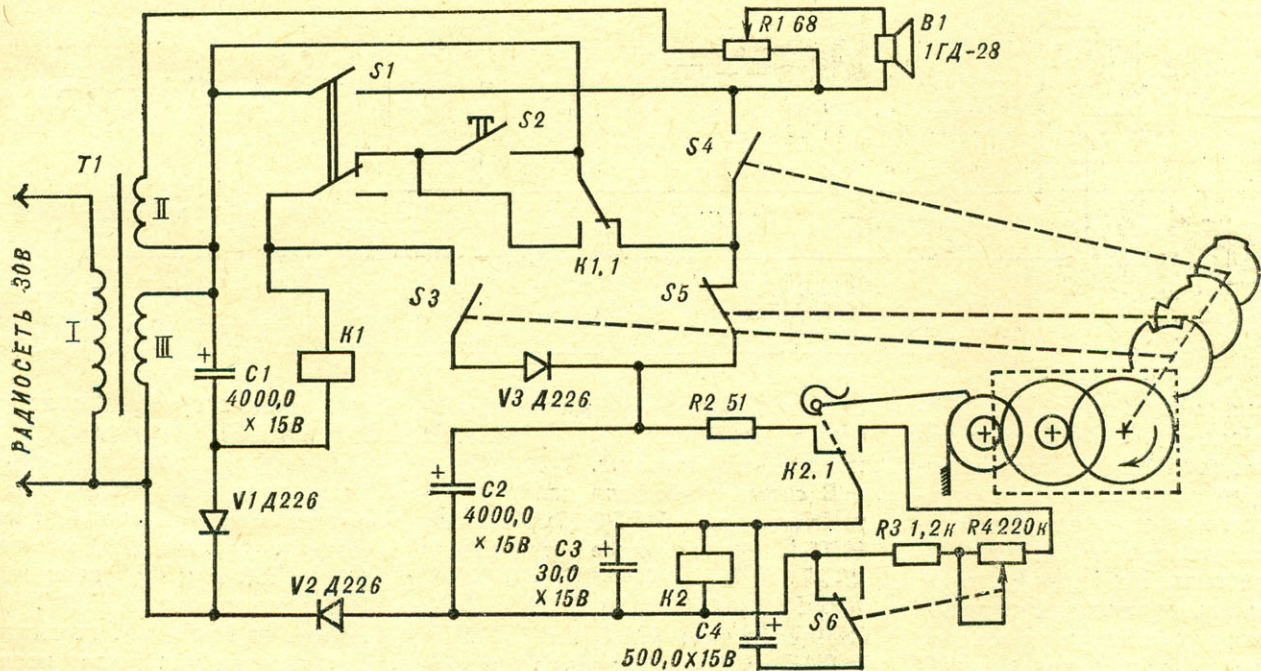 R1 68
B1
1ГД-28
S1
S2
S4
T1
II
K1.1
S3
S5
РАДИОСЕТЬ 30В
I
III
K1
C1
4000,0
× 15В
V3 Д226
R2 51
K2.1
V1 Д226
C2
4000,0
× 15В
R3 1,2к
R4 220к
C3
30,0
× 15В
K2
V2 Д226
S6
C4
500,0×15В